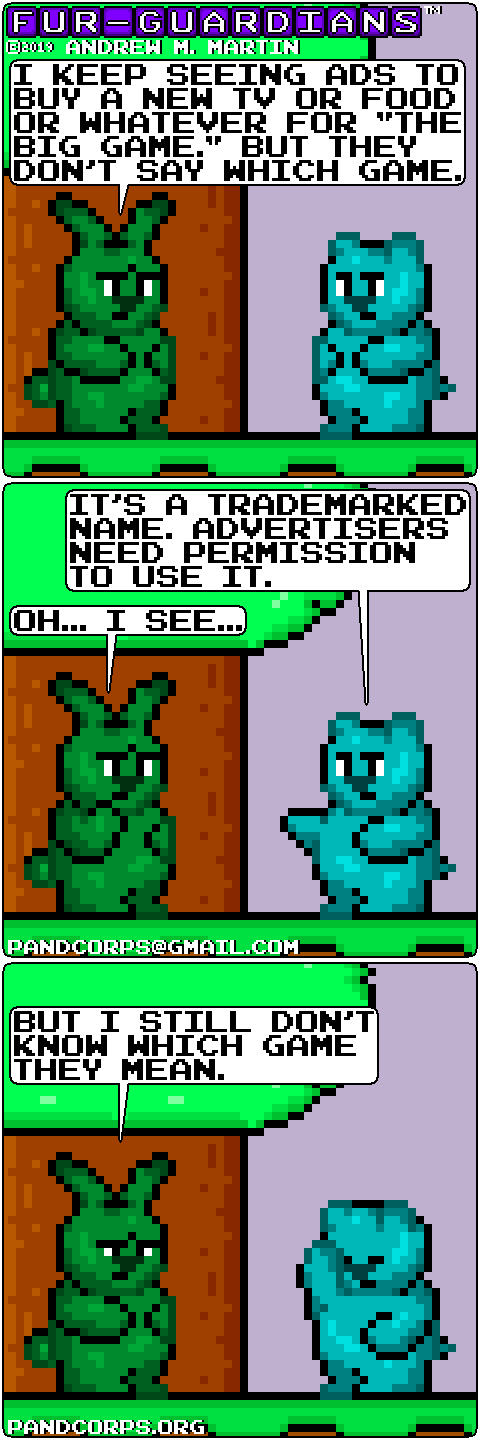 FUR-GUARDIANS™
©2019 ANDREW M. MARTIN
I KEEP SEEING ADS TO
BUY A NEW TV OR FOOD
OR WHATEVER FOR "THE
BIG GAME." BUT THEY
DON'T SAY WHICH GAME.
IT'S A TRADEMARKED
NAME. ADVERTISERS
NEED PERMISSION
TO USE IT.
OH... I SEE...
PANDCORPS@GMAIL.COM
BUT I STILL DON'T
KNOW WHICH GAME
THEY MEAN.
PANDCORPS.ORG